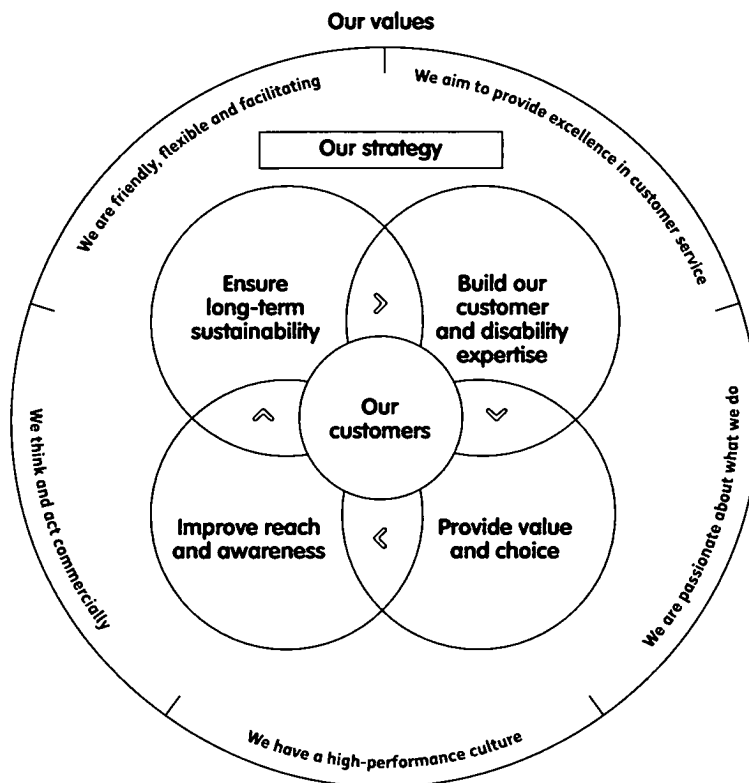 Our values
We are friendly, flexible and facilitating
We aim to provide excellence in customer service
Our strategy
Ensure
long-term
sustainability
Build our
customer
and disability
expertise
Our
customers
Improve reach
and awareness
Provide value
and choice
We think and act commercially
We are passionate about what we do
We have a high-performance culture